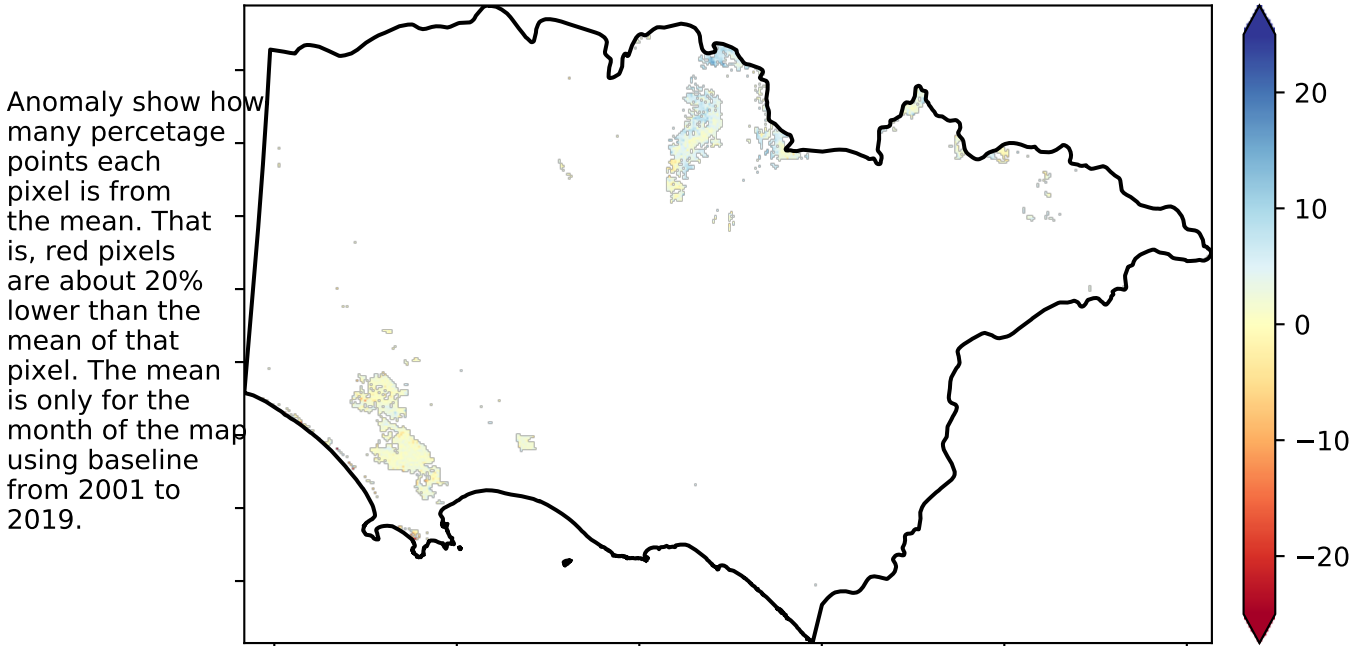 Anomaly show how
many percetage
points each
pixel is from
the mean. That
is, red pixels
are about 20%
lower than the
mean of that
pixel. The mean
is only for the
month of the map
using baseline
from 2001 to
2019.
20
10
0
−10
−20